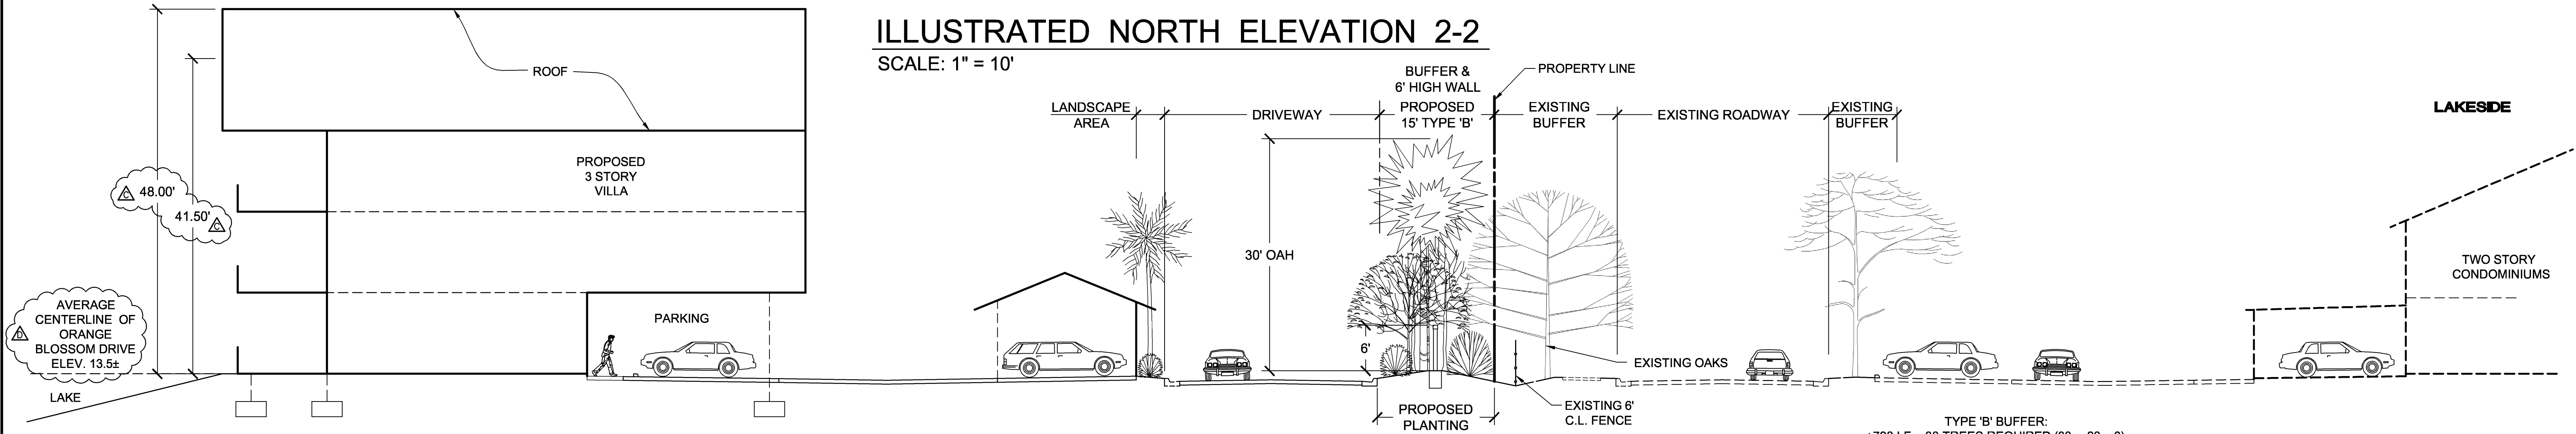 ILLUSTRATED NORTH ELEVATION 2-2
SCALE: 1" = 10'
ROOF
PROPOSED
3 STORY
VILLA
C 48.00'
41.50' C
AVERAGE
CENTERLINE OF
ORANGE
BLOSSOM DRIVE
ELEV. 13.5±
D
LAKE
PARKING
LANDSCAPE
AREA
DRIVEWAY
BUFFER &
6' HIGH WALL
PROPOSED
15' TYPE 'B'
PROPERTY LINE
EXISTING
BUFFER
EXISTING ROADWAY
EXISTING
BUFFER
LAKESIDE
30' OAH
6'
EXISTING OAKS
TWO STORY
CONDOMINIUMS
PROPOSED
PLANTING
EXISTING 6'
C.L. FENCE
TYPE 'B' BUFFER: